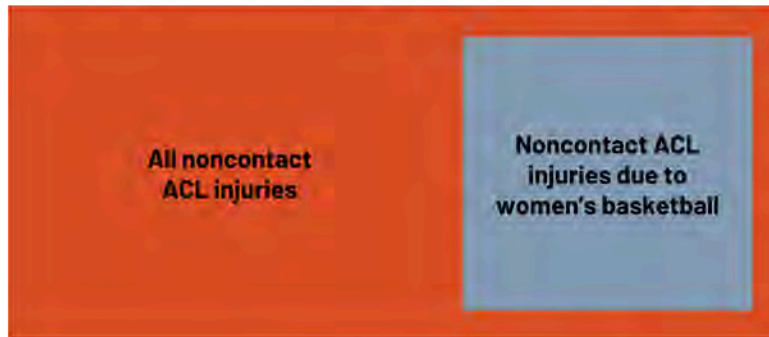 All noncontact
ACL injuries
Noncontact ACL
injuries due to
women's basketball